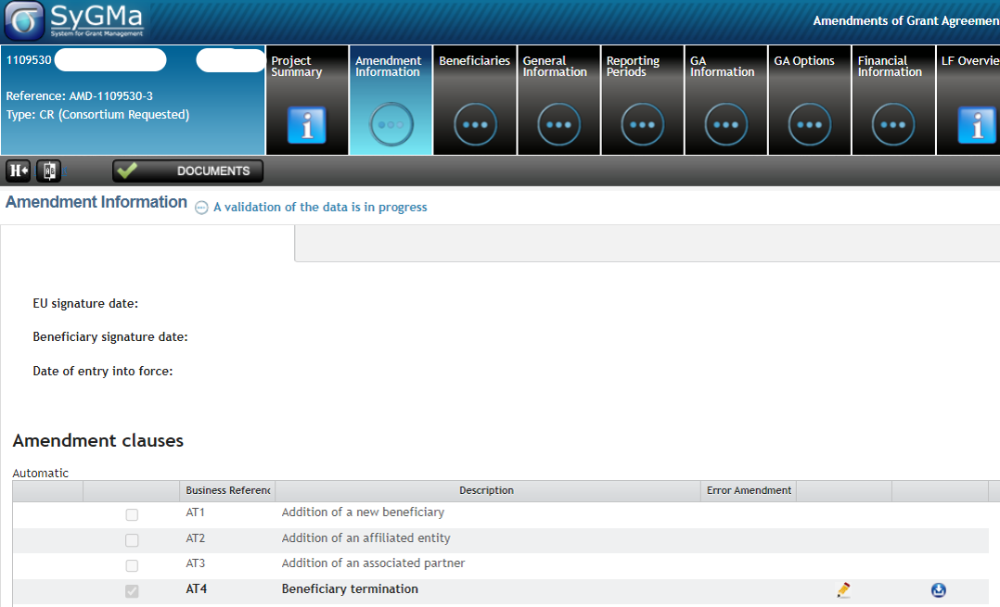 SyGMa
System for Grant Management
Amendments of Grant Agreemen
1109530
Reference: AMD-1109530-3
Type: CR (Consortium Requested)
Project Summary
Amendment Information
Beneficiaries
General Information
Reporting Periods
GA Information
GA Options
Financial Information
LF Overvie
DOCUMENTS
Amendment Information
A validation of the data is in progress
EU signature date:
Beneficiary signature date:
Date of entry into force:
Amendment clauses
Automatic
Business Referenc Description Error Amendment
AT1 Addition of a new beneficiary
AT2 Addition of an affiliated entity
AT3 Addition of an associated partner
AT4 Beneficiary termination